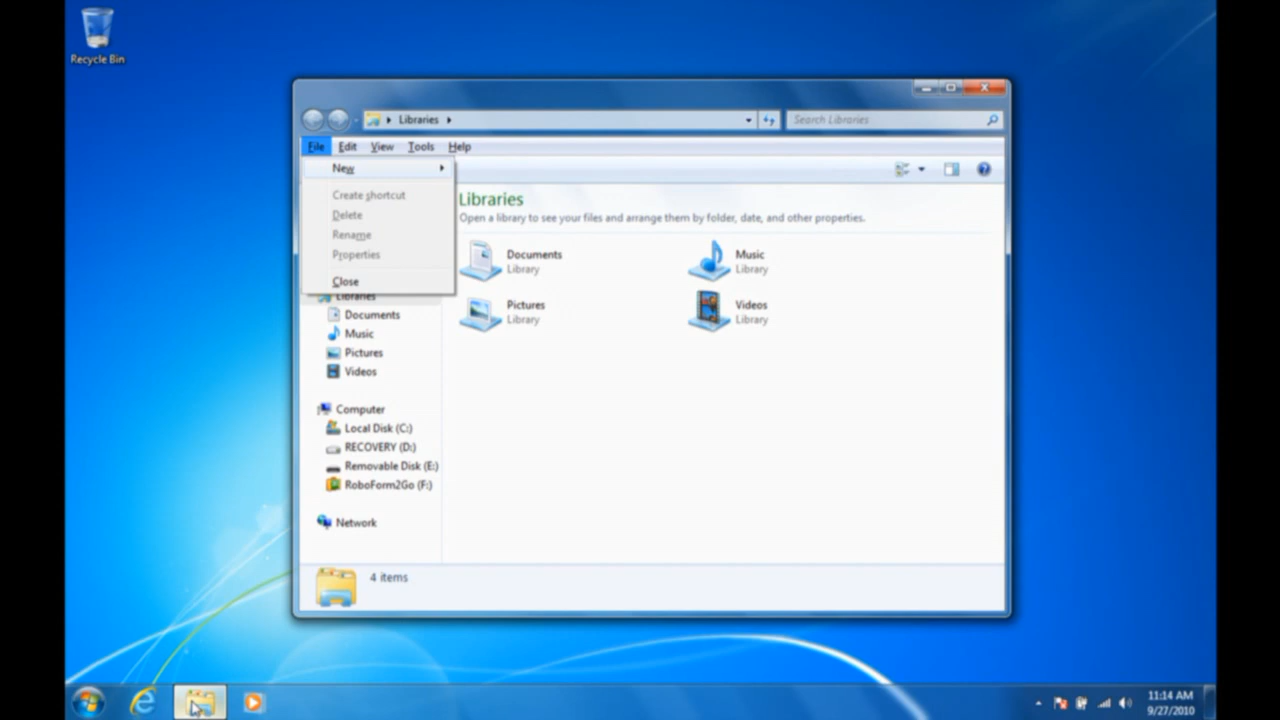 Recycle Bin
Libraries
Search Libraries
File Edit View Tools Help
New
Create shortcut
Delete
Rename
Properties
Close
Libraries
Documents
Music
Pictures
Videos
Computer
Local Disk (C:)
RECOVERY (D:)
Removable Disk (E:)
RoboForm2Go (F:)
Network
Libraries
Open a library to see your files and arrange them by folder, date, and other properties.
Documents
Library
Music
Library
Pictures
Library
Videos
Library
4 items
11:14 AM
9/27/2010